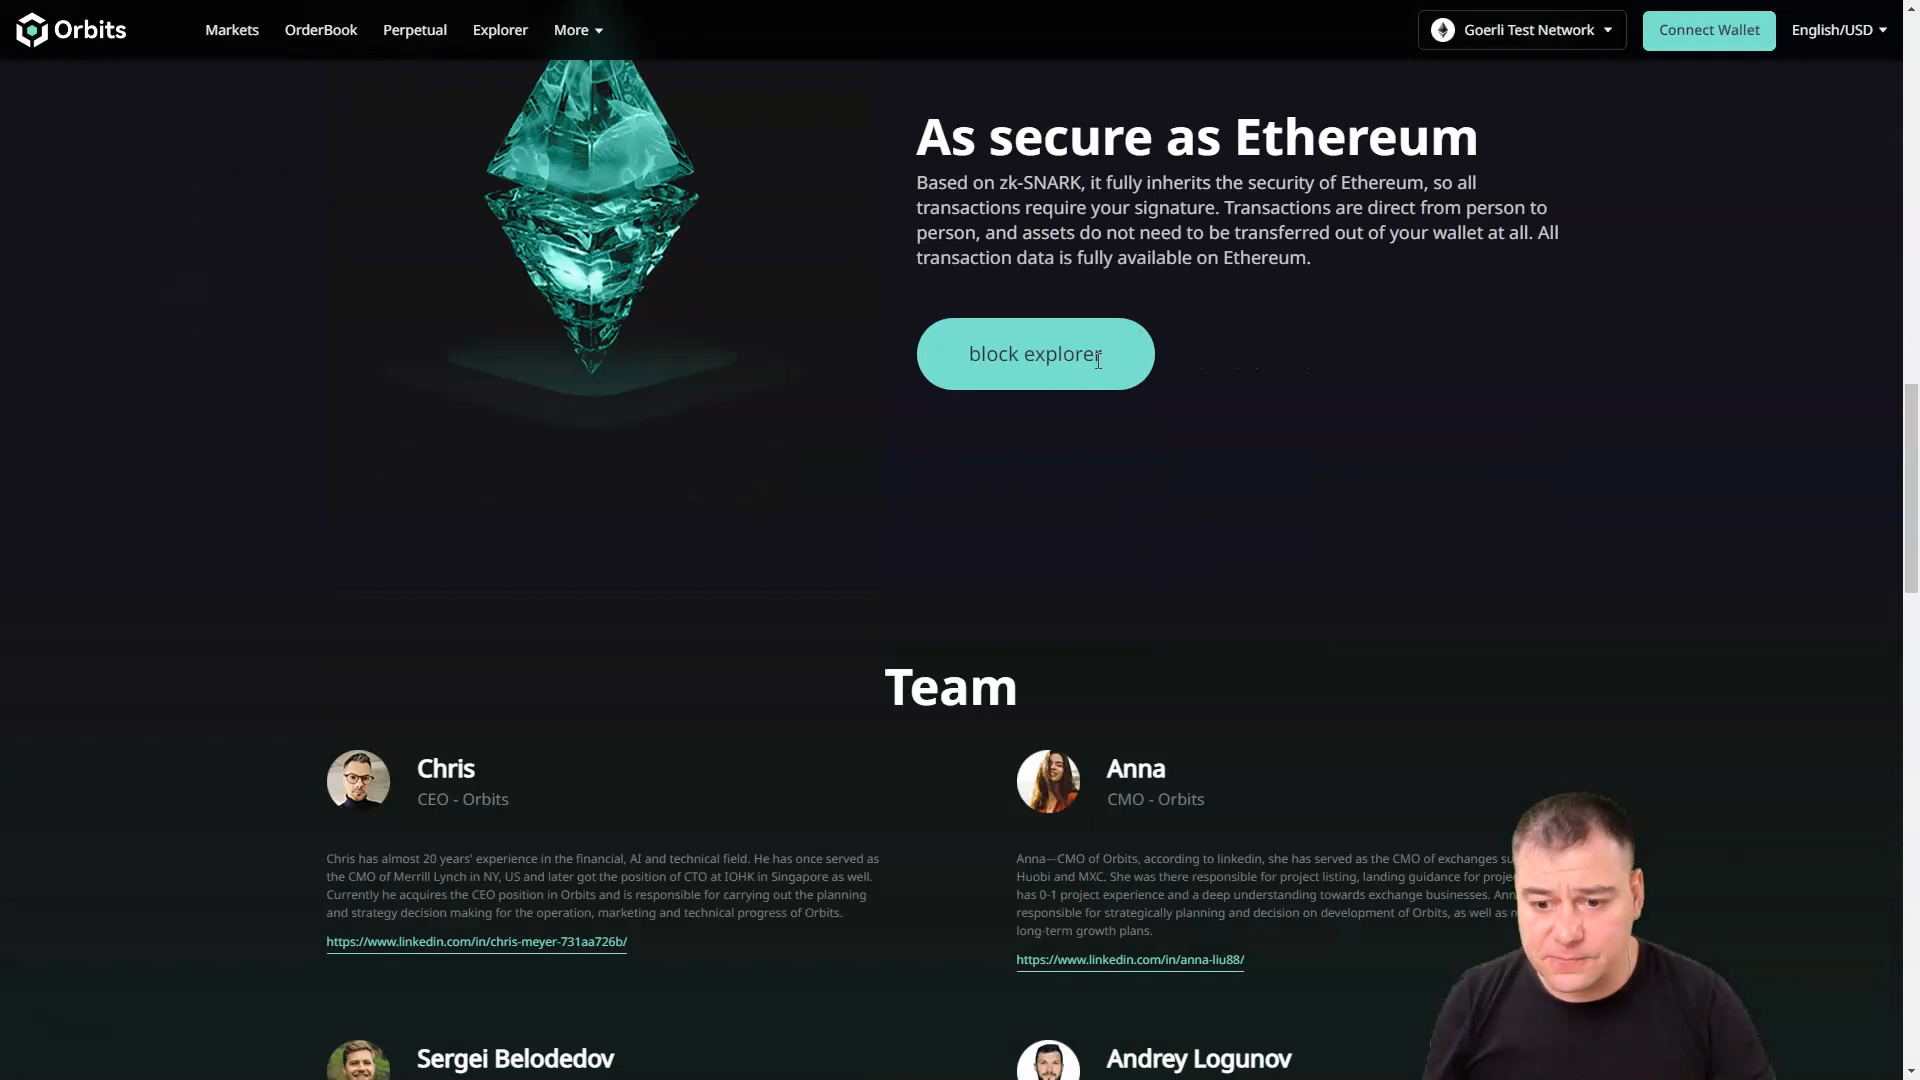 Orbits
Markets
OrderBook
Perpetual
Explorer
More
Goerli Test Network
Connect Wallet
English/USD
As secure as Ethereum
Based on zk-SNARK, it fully inherits the security of Ethereum, so all
transactions require your signature. Transactions are direct from person to
person, and assets do not need to be transferred out of your wallet at all. All
transaction data is fully available on Ethereum.
block explorer
Team
Chris
CEO - Orbits
Chris has almost 20 years' experience in the financial, AI and technical field. He has once served as
the CMO of Merrill Lynch in NY, US and later got the position of CTO at IOHK in Singapore as well.
Currently he acquires the CEO position in Orbits and is responsible for carrying out the planning
and strategy decision making for the operation, marketing and technical progress of Orbits.
https://www.linkedin.com/in/chris-meyer-731aa726b/
Anna
CMO - Orbits
Anna---CMO of Orbits, according to linkedin, she has served as the CMO of exchanges
Huobi and MXC. She was there responsible for project listing, landing guidance for
has 0-1 project experience and a deep understanding towards exchange businesses.
responsible for strategically planning and decision on development of Orbits, as well as
long-term growth plans.
https://www.linkedin.com/in/anna-liu88/
Sergei Belodedov
Andrey Logunov